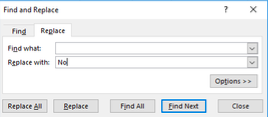 Find and Replace
Find Replace
Find what:
Replace with: No
Options >>
Replace All Replace Find All Find Next Close